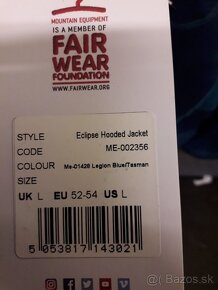 MOUNTAIN EQUIPMENT
IS A MEMBER OF
FAIR
WEAR
FOUNDATION
WWW.FAIRWEAR.ORG
STYLE Eclipse Hooded Jacket
CODE ME-002356
COLOUR Me-01428 Legion Blue/Tasman
SIZE
UK L EU 52-54 US L
5 053817 143021
© Bazos.sk